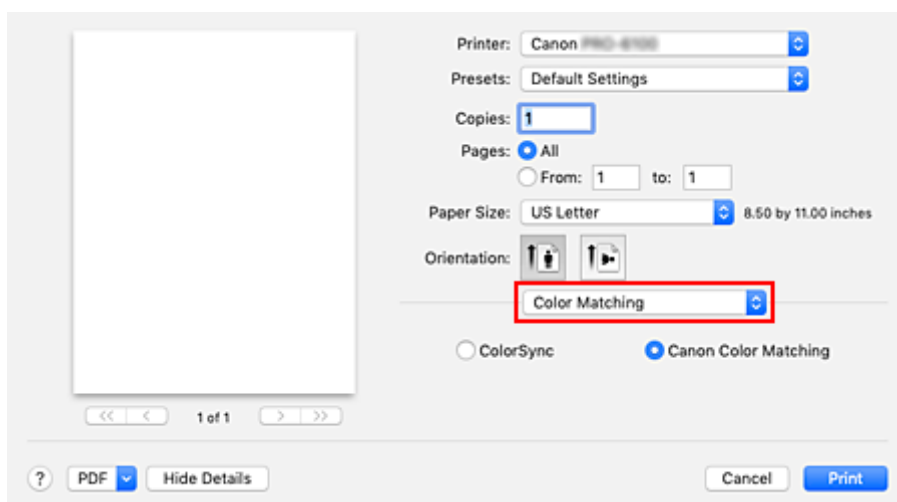 Printer: Canon
Presets: Default Settings
Copies: 1
Pages: All
From: 1 to: 1
Paper Size: US Letter 8.50 by 11.00 inches
Orientation:
Color Matching
ColorSync Canon Color Matching
<< < 1 of 1 > >>
? PDF Hide Details Cancel Print